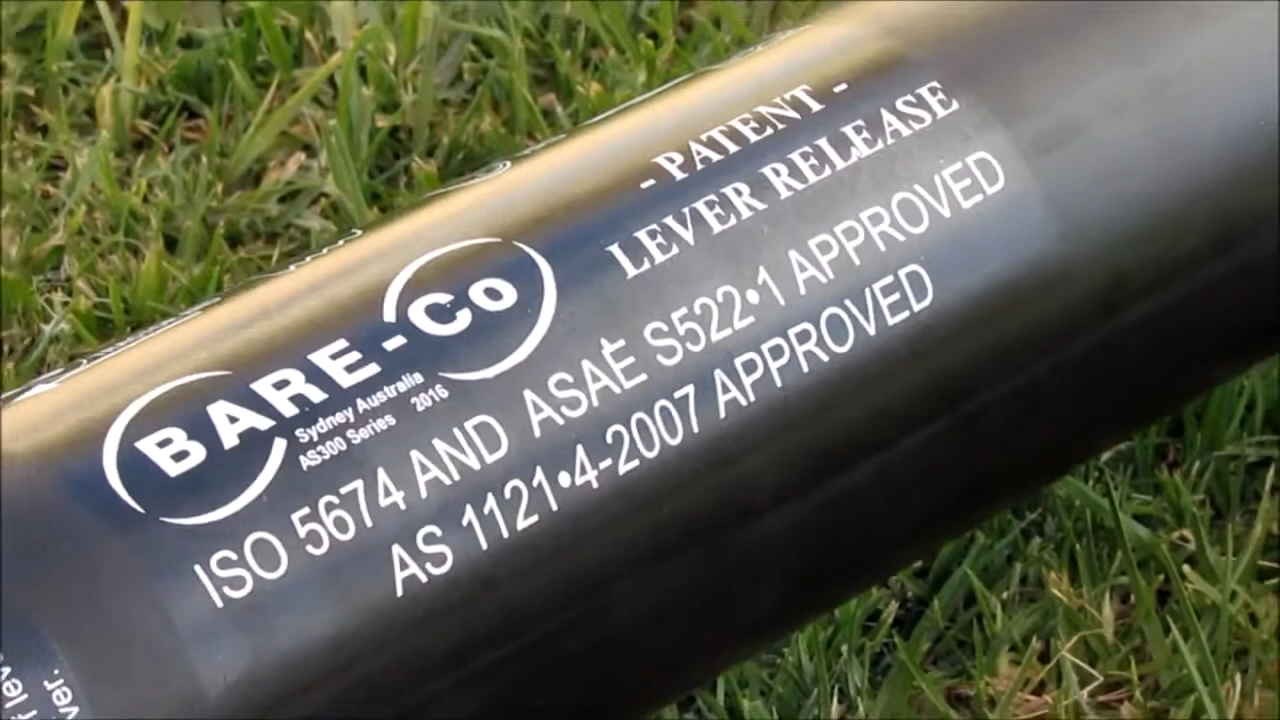 - PATENT -
LEVER RELEASE
BARE-Co
Sydney Australia
AS300 Series 2016
ISO 5674 AND ASAE S522•1 APPROVED
AS 1121•4-2007 APPROVED
ver.